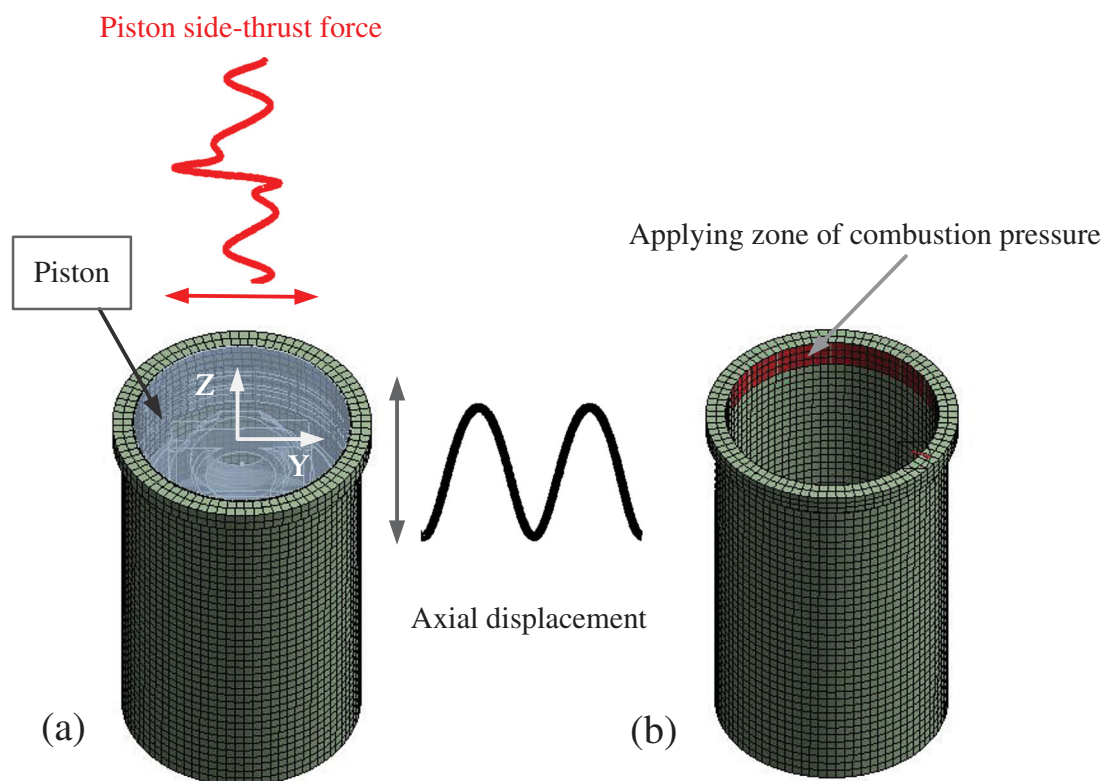 Piston side-thrust force
Applying zone of combustion pressure
Piston
Z
Y
Axial displacement
(a)
(b)